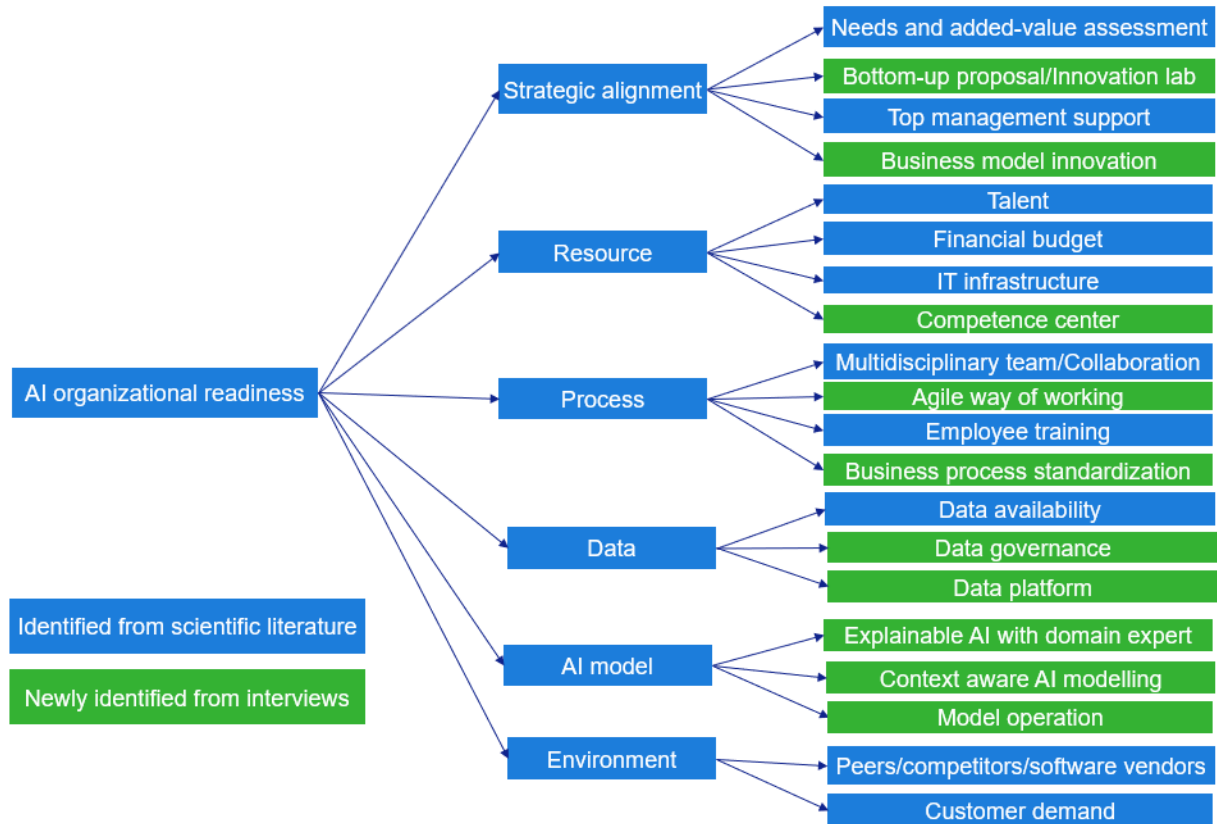 Needs and added-value assessment
Strategic alignment
Bottom-up proposal/Innovation lab
Top management support
Business model innovation
Talent
Resource
Financial budget
IT infrastructure
Competence center
AI organizational readiness
Process
Multidisciplinary team/Collaboration
Agile way of working
Employee training
Business process standardization
Data
Data availability
Data governance
Data platform
Identified from scientific literature
Newly identified from interviews
AI model
Explainable AI with domain expert
Context aware AI modelling
Model operation
Environment
Peers/competitors/software vendors
Customer demand